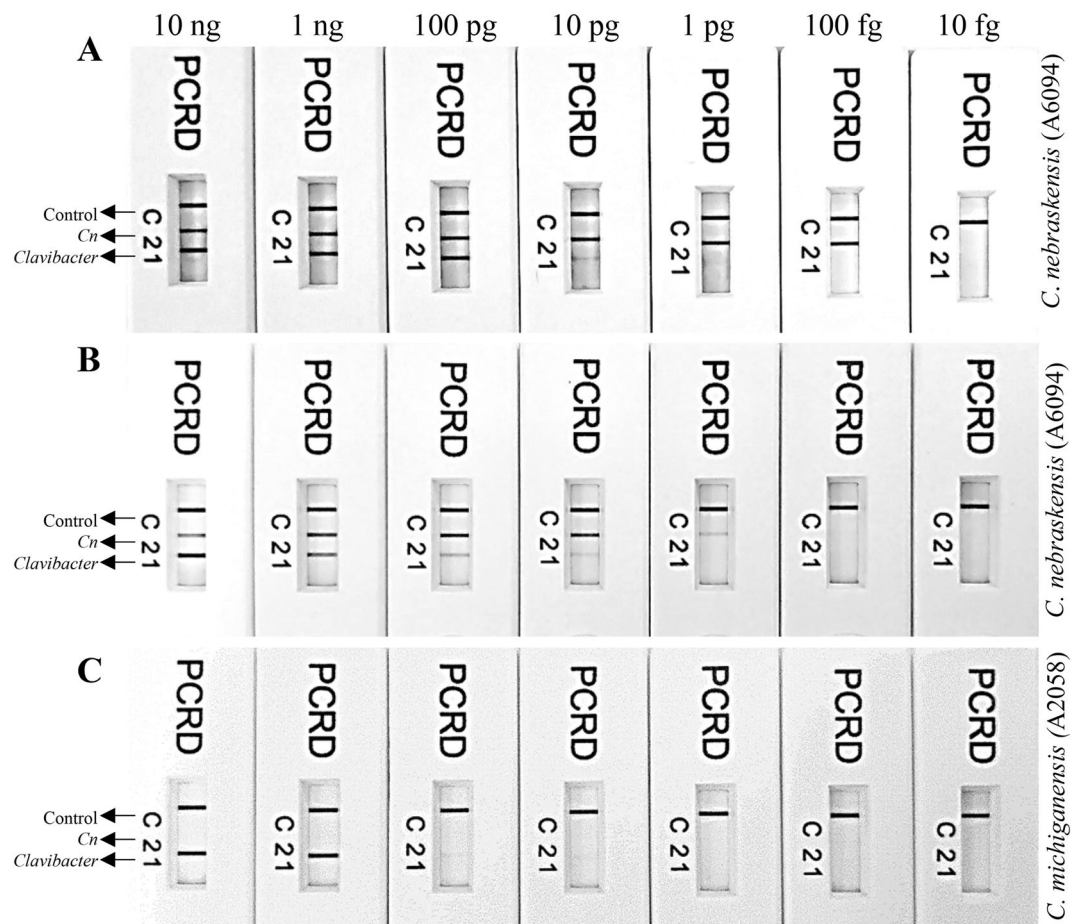 10 ng 1 ng 100 pg 10 pg 1 pg 100 fg 10 fg
A
PCRD PCRD PCRD PCRD PCRD PCRD PCRD
Control
Cn
Clavibacter
C 21 C 21 C 21 C 21 C 21 C 21 C 21
C. nebraskensis (A6094)
B
PCRD PCRD PCRD PCRD PCRD PCRD PCRD
Control
Cn
Clavibacter
C 21 C 21 C 21 C 21 C 21 C 21 C 21
C. nebraskensis (A6094)
C
PCRD PCRD PCRD PCRD PCRD PCRD PCRD
Control
Cn
Clavibacter
C 21 C 21 C 21 C 21 C 21 C 21 C 21
C. michiganensis (A2058)